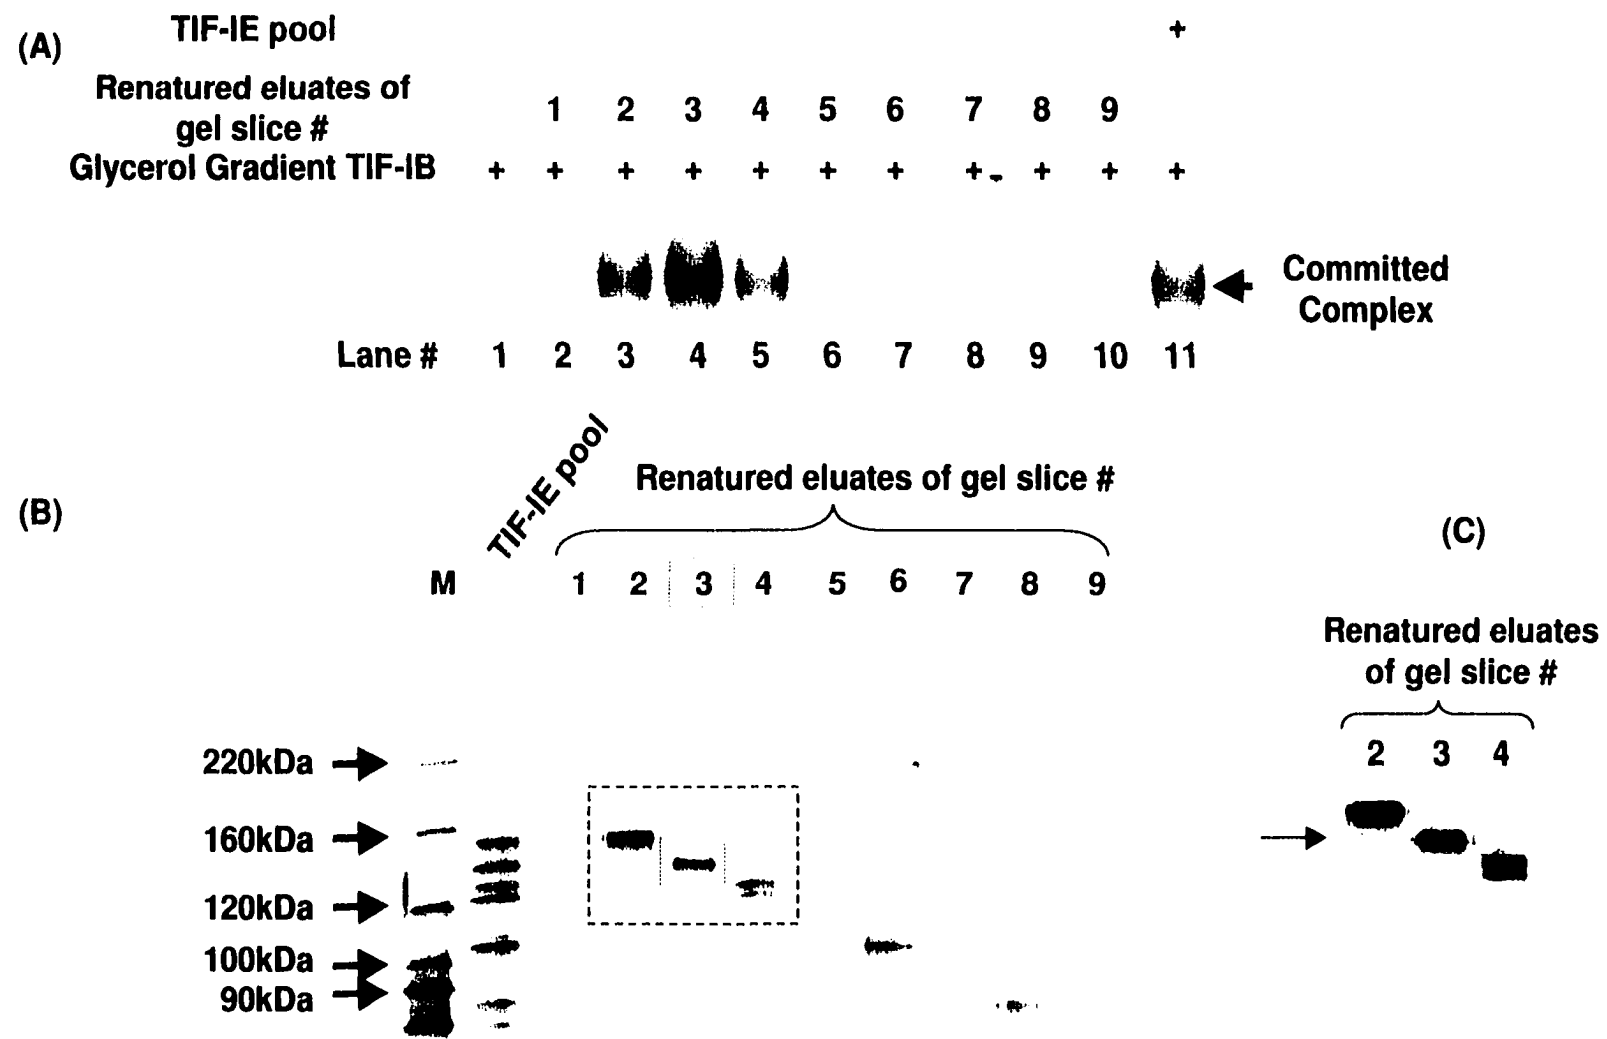 (A)
TIF-IE pool +
Renatured eluates of
gel slice # 1 2 3 4 5 6 7 8 9
Glycerol Gradient TIF-IB + + + + + + + + + + +
Committed
Complex
Lane # 1 2 3 4 5 6 7 8 9 10 11
(B)
TIF-IE pool
Renatured eluates of gel slice #
M 1 2 3 4 5 6 7 8 9
220kDa
160kDa
120kDa
100kDa
90kDa
(C)
Renatured eluates
of gel slice #
2 3 4